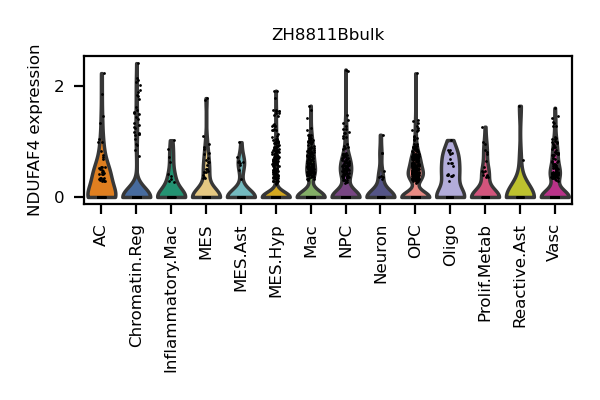 ZH8811Bbulk
NDUFAF4 expression
2
0
AC
Chromatin.Reg
Inflammatory.Mac
MES
MES.Ast
MES.Hyp
Mac
NPC
Neuron
OPC
Oligo
Prolif.Metab
Reactive.Ast
Vasc